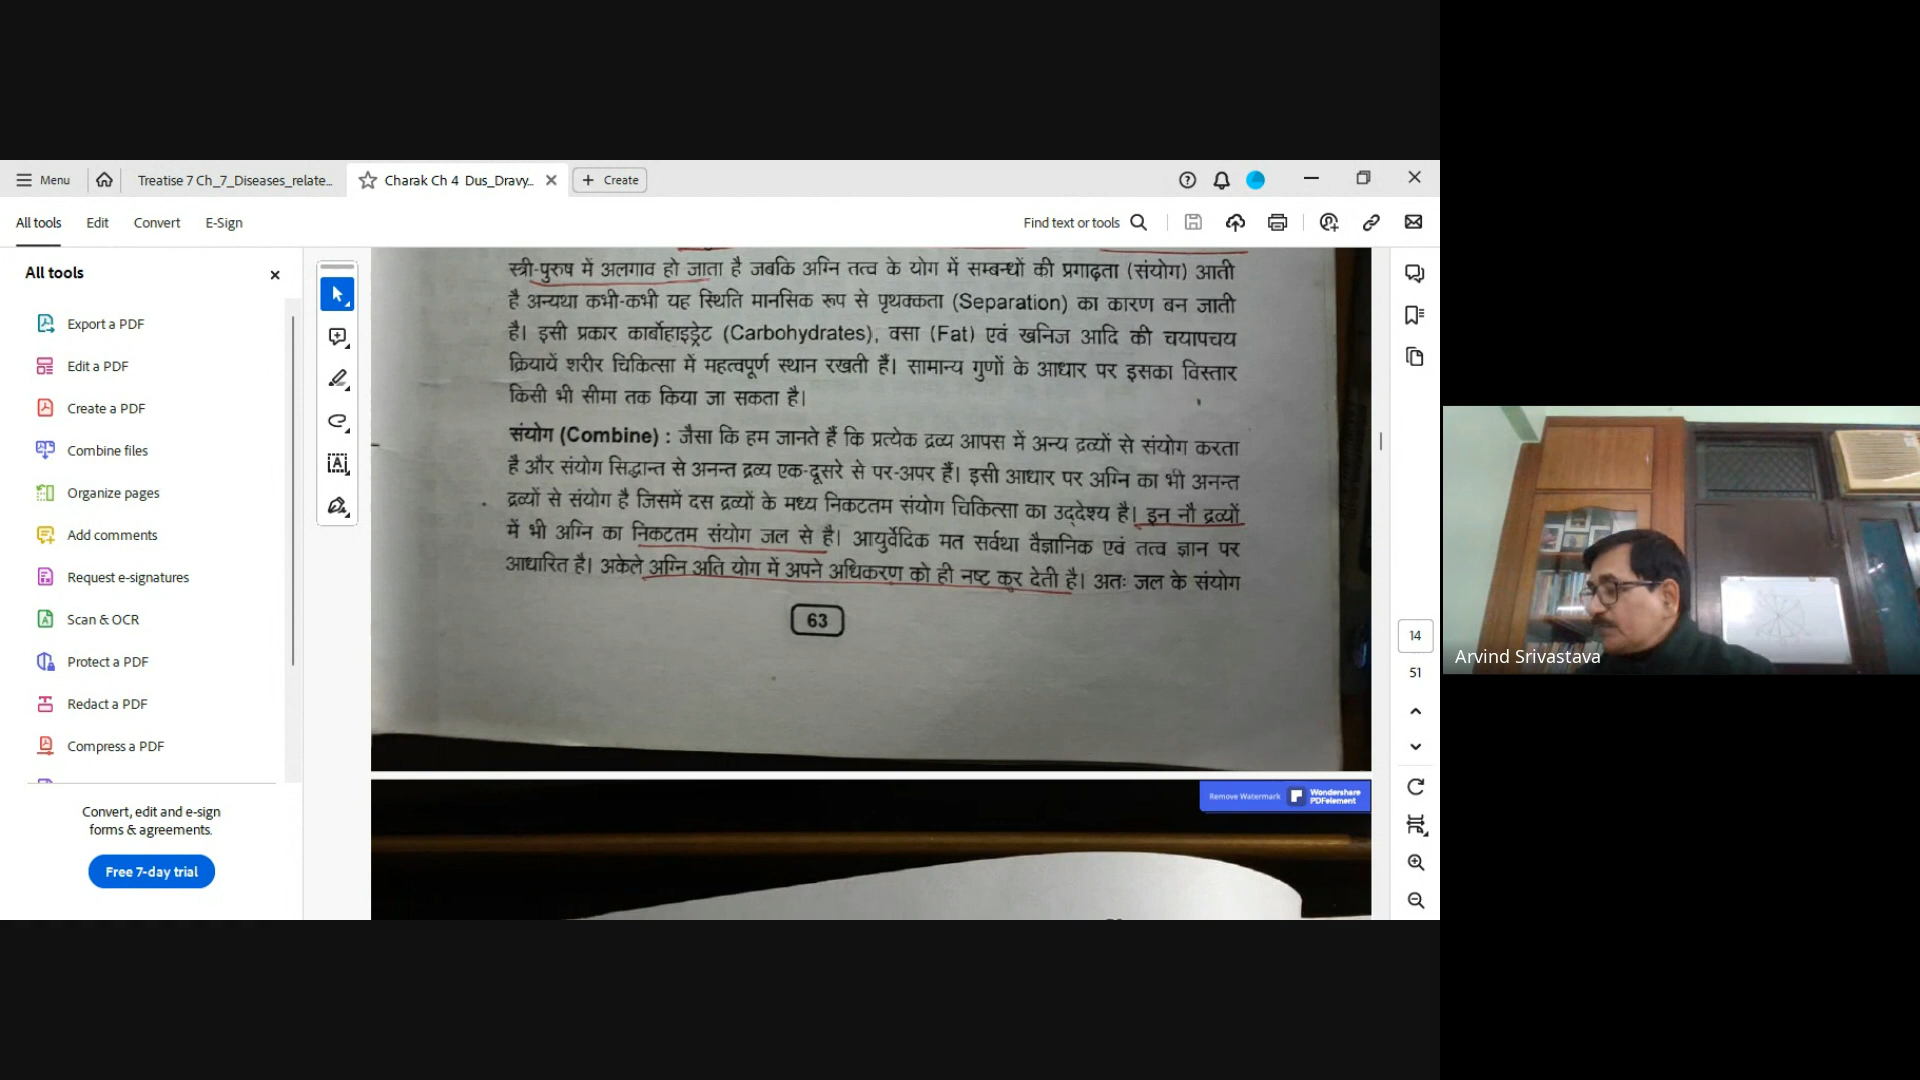 Menu
Treatise 7 Ch_7_Diseases_relate...
Charak Ch 4 Dus_Dravy...
Create
All tools
Edit
Convert
E-Sign
Find text or tools
All tools
Export a PDF
Edit a PDF
Create a PDF
Combine files
Organize pages
Add comments
Request e-signatures
Scan & OCR
Protect a PDF
Redact a PDF
Compress a PDF
Convert, edit and e-sign
forms & agreements.
Free 7-day trial
स्त्री-पुरुष में अलगाव हो जाता है जबकि अग्नि तत्व के योग में सम्बन्धों की प्रगाढ़ता (संयोग) आती
है अन्यथा कभी-कभी यह स्थिति मानसिक रूप से पृथक्कता (Separation) का कारण बन जाती
है। इसी प्रकार कार्बोहाइड्रेट (Carbohydrates), वसा (Fat) एवं खनिज आदि की चयापचय
क्रियायें शरीर चिकित्सा में महत्वपूर्ण स्थान रखती हैं। सामान्य गुणों के आधार पर इसका विस्तार
किसी भी सीमा तक किया जा सकता है।
संयोग (Combine) : जैसा कि हम जानते हैं कि प्रत्येक द्रव्य आपस में अन्य द्रव्यों से संयोग करता
है और संयोग सिद्धान्त से अनन्त द्रव्य एक-दूसरे से पर-अपर हैं। इसी आधार पर अग्नि का भी अनन्त
द्रव्यों से संयोग है जिसमें दस द्रव्यों के मध्य निकटतम संयोग चिकित्सा का उद्देश्य है। इन नौ द्रव्यों
में भी अग्नि का निकटतम संयोग जल से है। आयुर्वेदिक मत सर्वथा वैज्ञानिक एवं तत्व ज्ञान पर
आधारित है। अकेले अग्नि अति योग में अपने अधिकरण को ही नष्ट कर देती है। अतः जल के संयोग
63
Remove Watermark
Wondershare
PDFelement
14
51
Arvind Srivastava